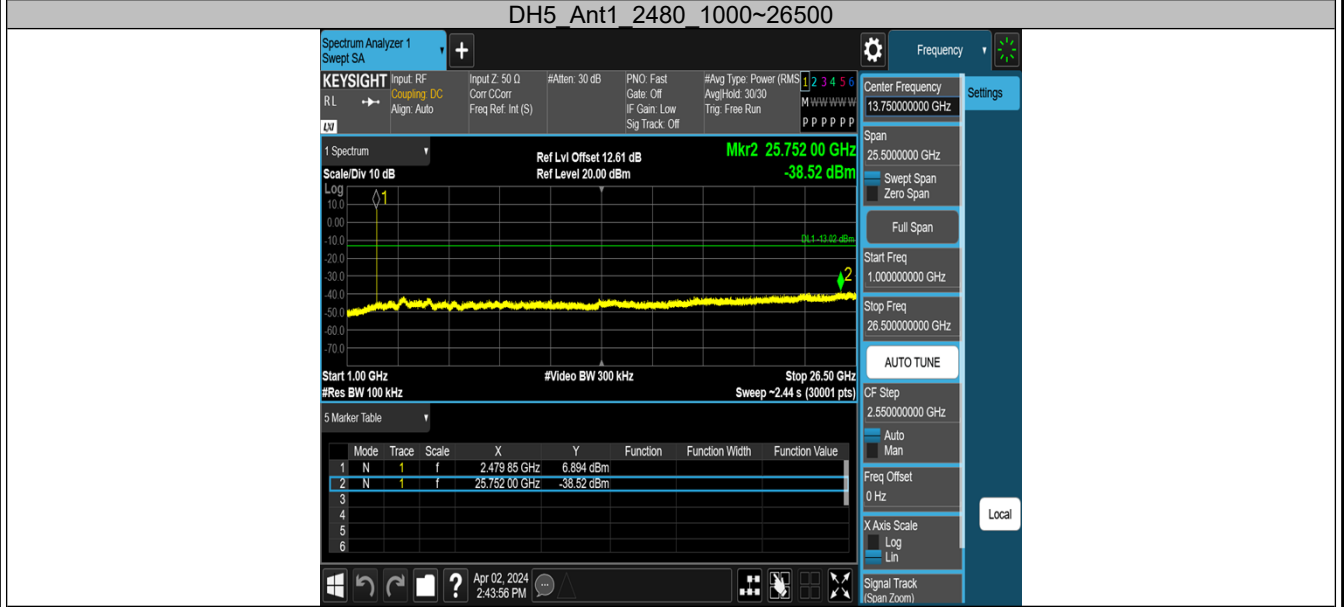 DH5_Ant1_2480_1000~26500
Spectrum Analyzer 1
Swept SA
+
Frequency
KEYSIGHT
RL
LXI
Input: RF
Coupling: DC
Align: Auto
Input Z: 50 Ω
Corr CCorr
Freq Ref: Int (S)
#Atten: 30 dB
PNO: Fast
Gate: Off
IF Gain: Low
Sig Track: Off
#Avg Type: Power (RMS
Avg|Hold: 30/30
Trig: Free Run
1 2 3 4 5 6
M W W W W W
P P P P P P
1 Spectrum
Scale/Div 10 dB
Ref Lvl Offset 12.61 dB
Ref Level 20.00 dBm
Mkr2 25.752 00 GHz
-38.52 dBm
Log
10.0
0.00
-10.0
-20.0
-30.0
-40.0
-50.0
-60.0
-70.0
1
DL1 -13.02 dBm
2
Start 1.00 GHz
#Video BW 300 kHz
Stop 26.50 GHz
#Res BW 100 kHz
Sweep ~2.44 s (30001 pts)
5 Marker Table
Mode Trace Scale X Y Function Function Width Function Value
1 N 1 f 2.479 85 GHz 6.894 dBm
2 N 1 f 25.752 00 GHz -38.52 dBm
3
4
5
6
Apr 02, 2024
2:43:56 PM
Center Frequency
13.750000000 GHz
Span
25.5000000 GHz
Swept Span
Zero Span
Full Span
Start Freq
1.000000000 GHz
Stop Freq
26.500000000 GHz
AUTO TUNE
CF Step
2.550000000 GHz
Auto
Man
Freq Offset
0 Hz
X Axis Scale
Log
Lin
Signal Track
(Span Zoom)
Settings
Local